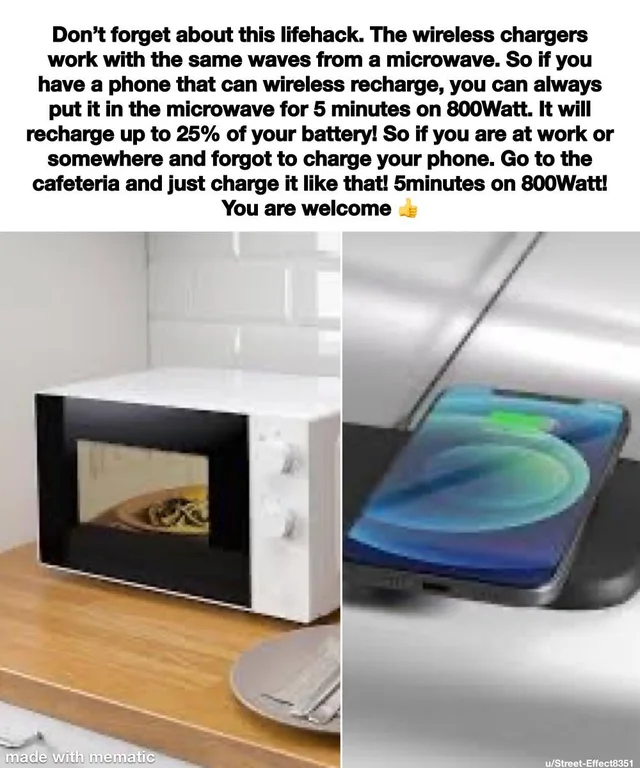 Don’t forget about this lifehack. The wireless chargers
work with the same waves from a microwave. So if you
have a phone that can wireless recharge, you can always
put it in the microwave for 5 minutes on 800Watt. It will
recharge up to 25% of your battery! So if you are at work or
somewhere and forgot to charge your phone. Go to the
cafeteria and just charge it like that! 5minutes on 800Watt!
You are welcome 👍
made with mematic
u/Street-Effect8351